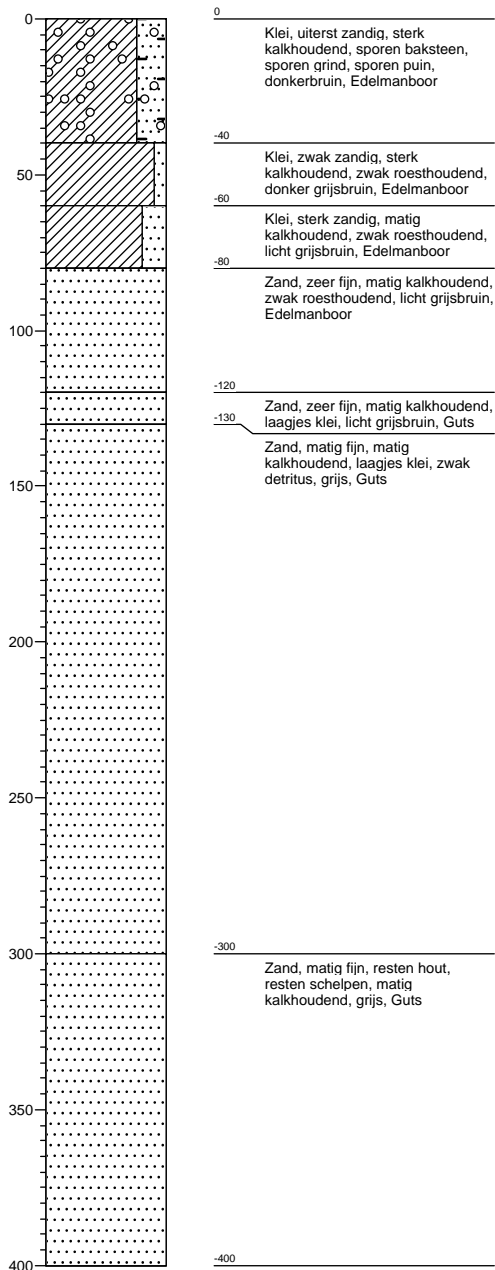 0
50
100
150
200
250
300
350
400
0
Klei, uiterst zandig, sterk
kalkhoudend, sporen baksteen,
sporen grind, sporen puin,
donkerbruin, Edelmanboor
-40
Klei, zwak zandig, sterk
kalkhoudend, zwak roesthoudend,
donker grijsbruin, Edelmanboor
-60
Klei, sterk zandig, matig
kalkhoudend, zwak roesthoudend,
licht grijsbruin, Edelmanboor
-80
Zand, zeer fijn, matig kalkhoudend,
zwak roesthoudend, licht grijsbruin,
Edelmanboor
-120
Zand, zeer fijn, matig kalkhoudend,
laagjes klei, licht grijsbruin, Guts
-130
Zand, matig fijn, matig
kalkhoudend, laagjes klei, zwak
detritus, grijs, Guts
-300
Zand, matig fijn, resten hout,
resten schelpen, matig
kalkhoudend, grijs, Guts
-400